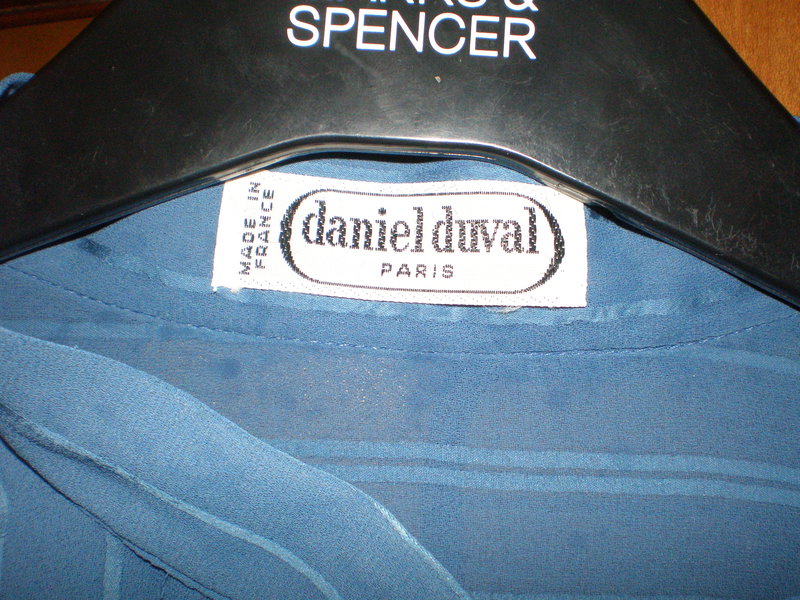 SPENCER
MADE IN
FRANCE
daniel duval
PARIS